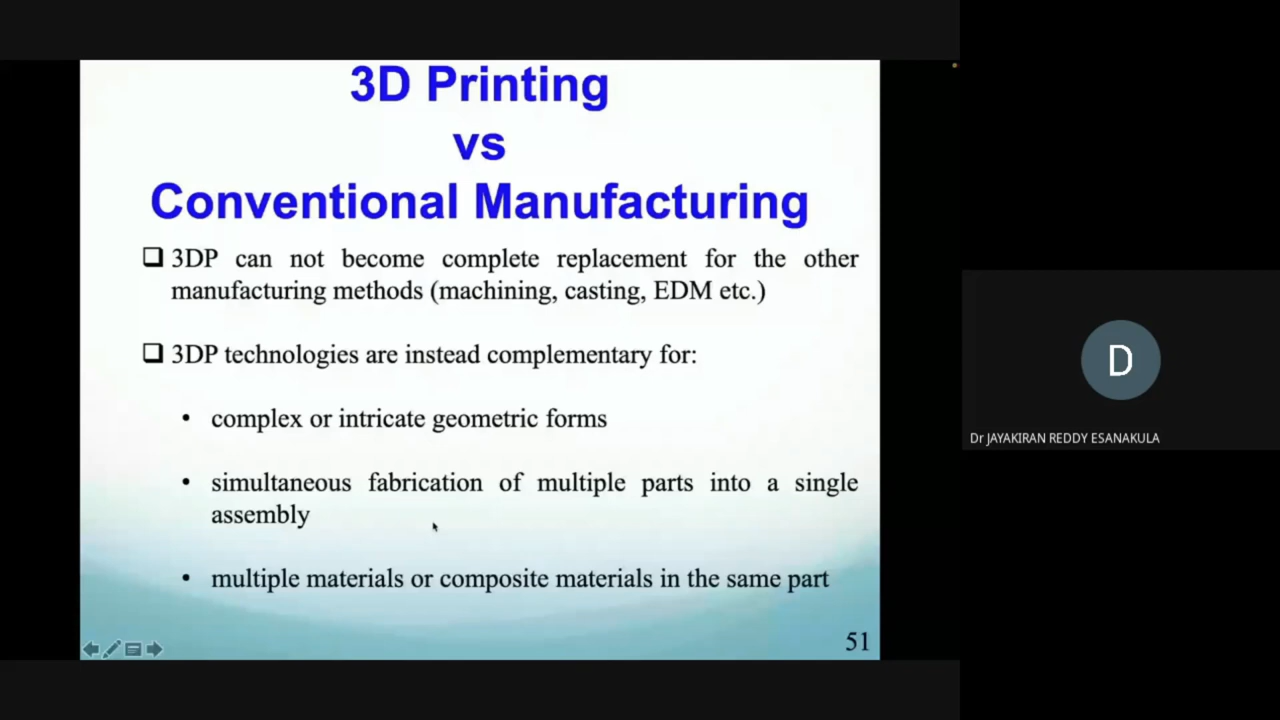 3D Printing
vs
Conventional Manufacturing
3DP can not become complete replacement for the other
manufacturing methods (machining, casting, EDM etc.)
3DP technologies are instead complementary for:
• complex or intricate geometric forms
• simultaneous fabrication of multiple parts into a single
assembly
• multiple materials or composite materials in the same part
51
D
Dr JAYAKIRAN REDDY ESANAKULA